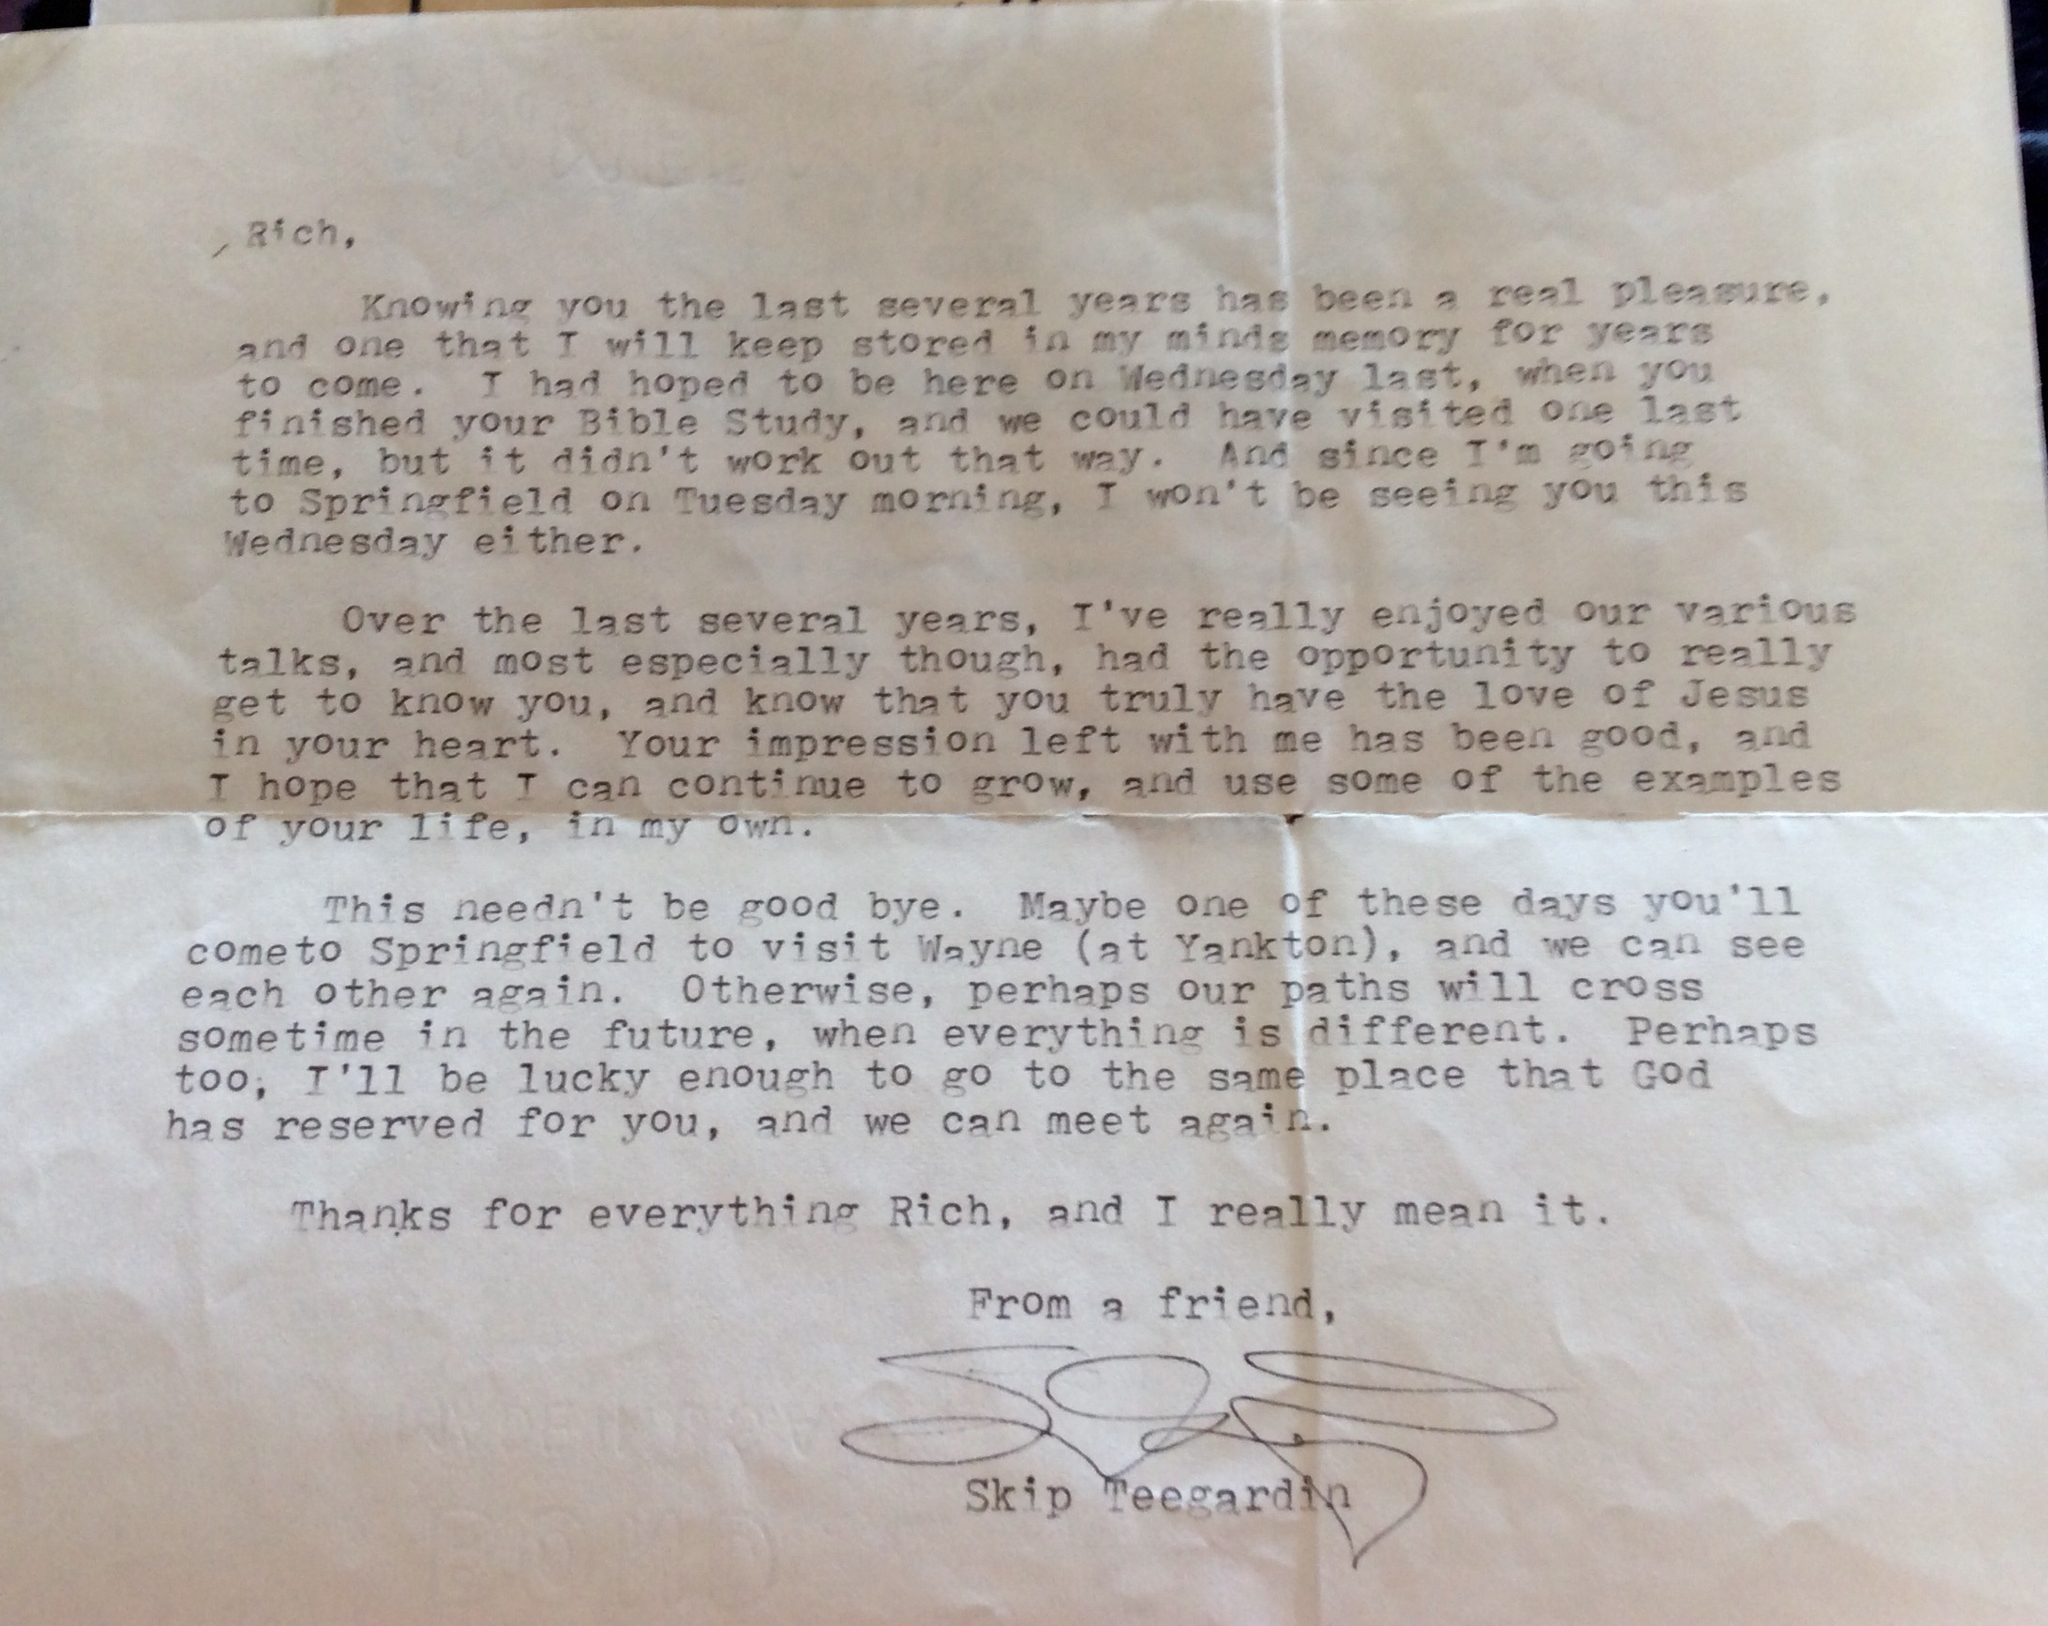 Rich,
Knowing you the last several years has been a real pleasure,
and one that I will keep stored in my minds memory for years
to come. I had hoped to be here on Wednesday last, when you
finished your Bible Study, and we could have visited one last
time, but it didn't work out that way. And since I'm going
to Springfield on Tuesday morning, I won't be seeing you this
Wednesday either.
Over the last several years, I've really enjoyed our various
talks, and most especially though, had the opportunity to really
get to know you, and know that you truly have the love of Jesus
in your heart. Your impression left with me has been good, and
I hope that I can continue to grow, and use some of the examples
of your life, in my own.
This needn't be good bye. Maybe one of these days you'll
cometo Springfield to visit Wayne (at Yankton), and we can see
each other again. Otherwise, perhaps our paths will cross
sometime in the future, when everything is different. Perhaps
too, I'll be lucky enough to go to the same place that God
has reserved for you, and we can meet again.
Thanks for everything Rich, and I really mean it.
From a friend,
Skip Teegardin